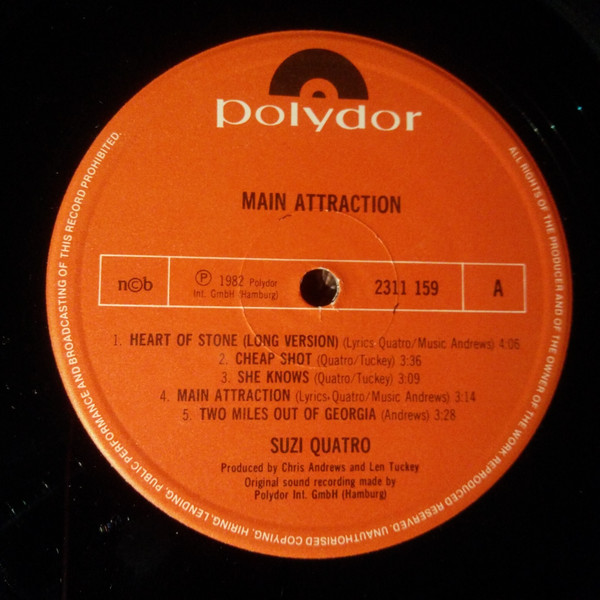 polydor
MAIN ATTRACTION
n©b
℗ 1982 Polydor
Int. GmbH (Hamburg)
2311 159
A
1. HEART OF STONE (LONG VERSION) (Lyrics Quatro/Music Andrews) 4:06
2. CHEAP SHOT (Quatro/Tuckey) 3:36
3. SHE KNOWS (Quatro/Tuckey) 3:09
4. MAIN ATTRACTION (Lyrics Quatro/Music Andrews) 3:14
5. TWO MILES OUT OF GEORGIA (Andrews) 3:28
SUZI QUATRO
Produced by Chris Andrews and Len Tuckey
Original sound recording made by
Polydor Int. GmbH (Hamburg)
ALL RIGHTS OF THE PRODUCER AND OF THE OWNER OF THE WORK REPRODUCED RESERVED. UNAUTHORISED COPYING, HIRING, LENDING, PUBLIC PERFORMANCE AND BROADCASTING OF THIS RECORD PROHIBITED.